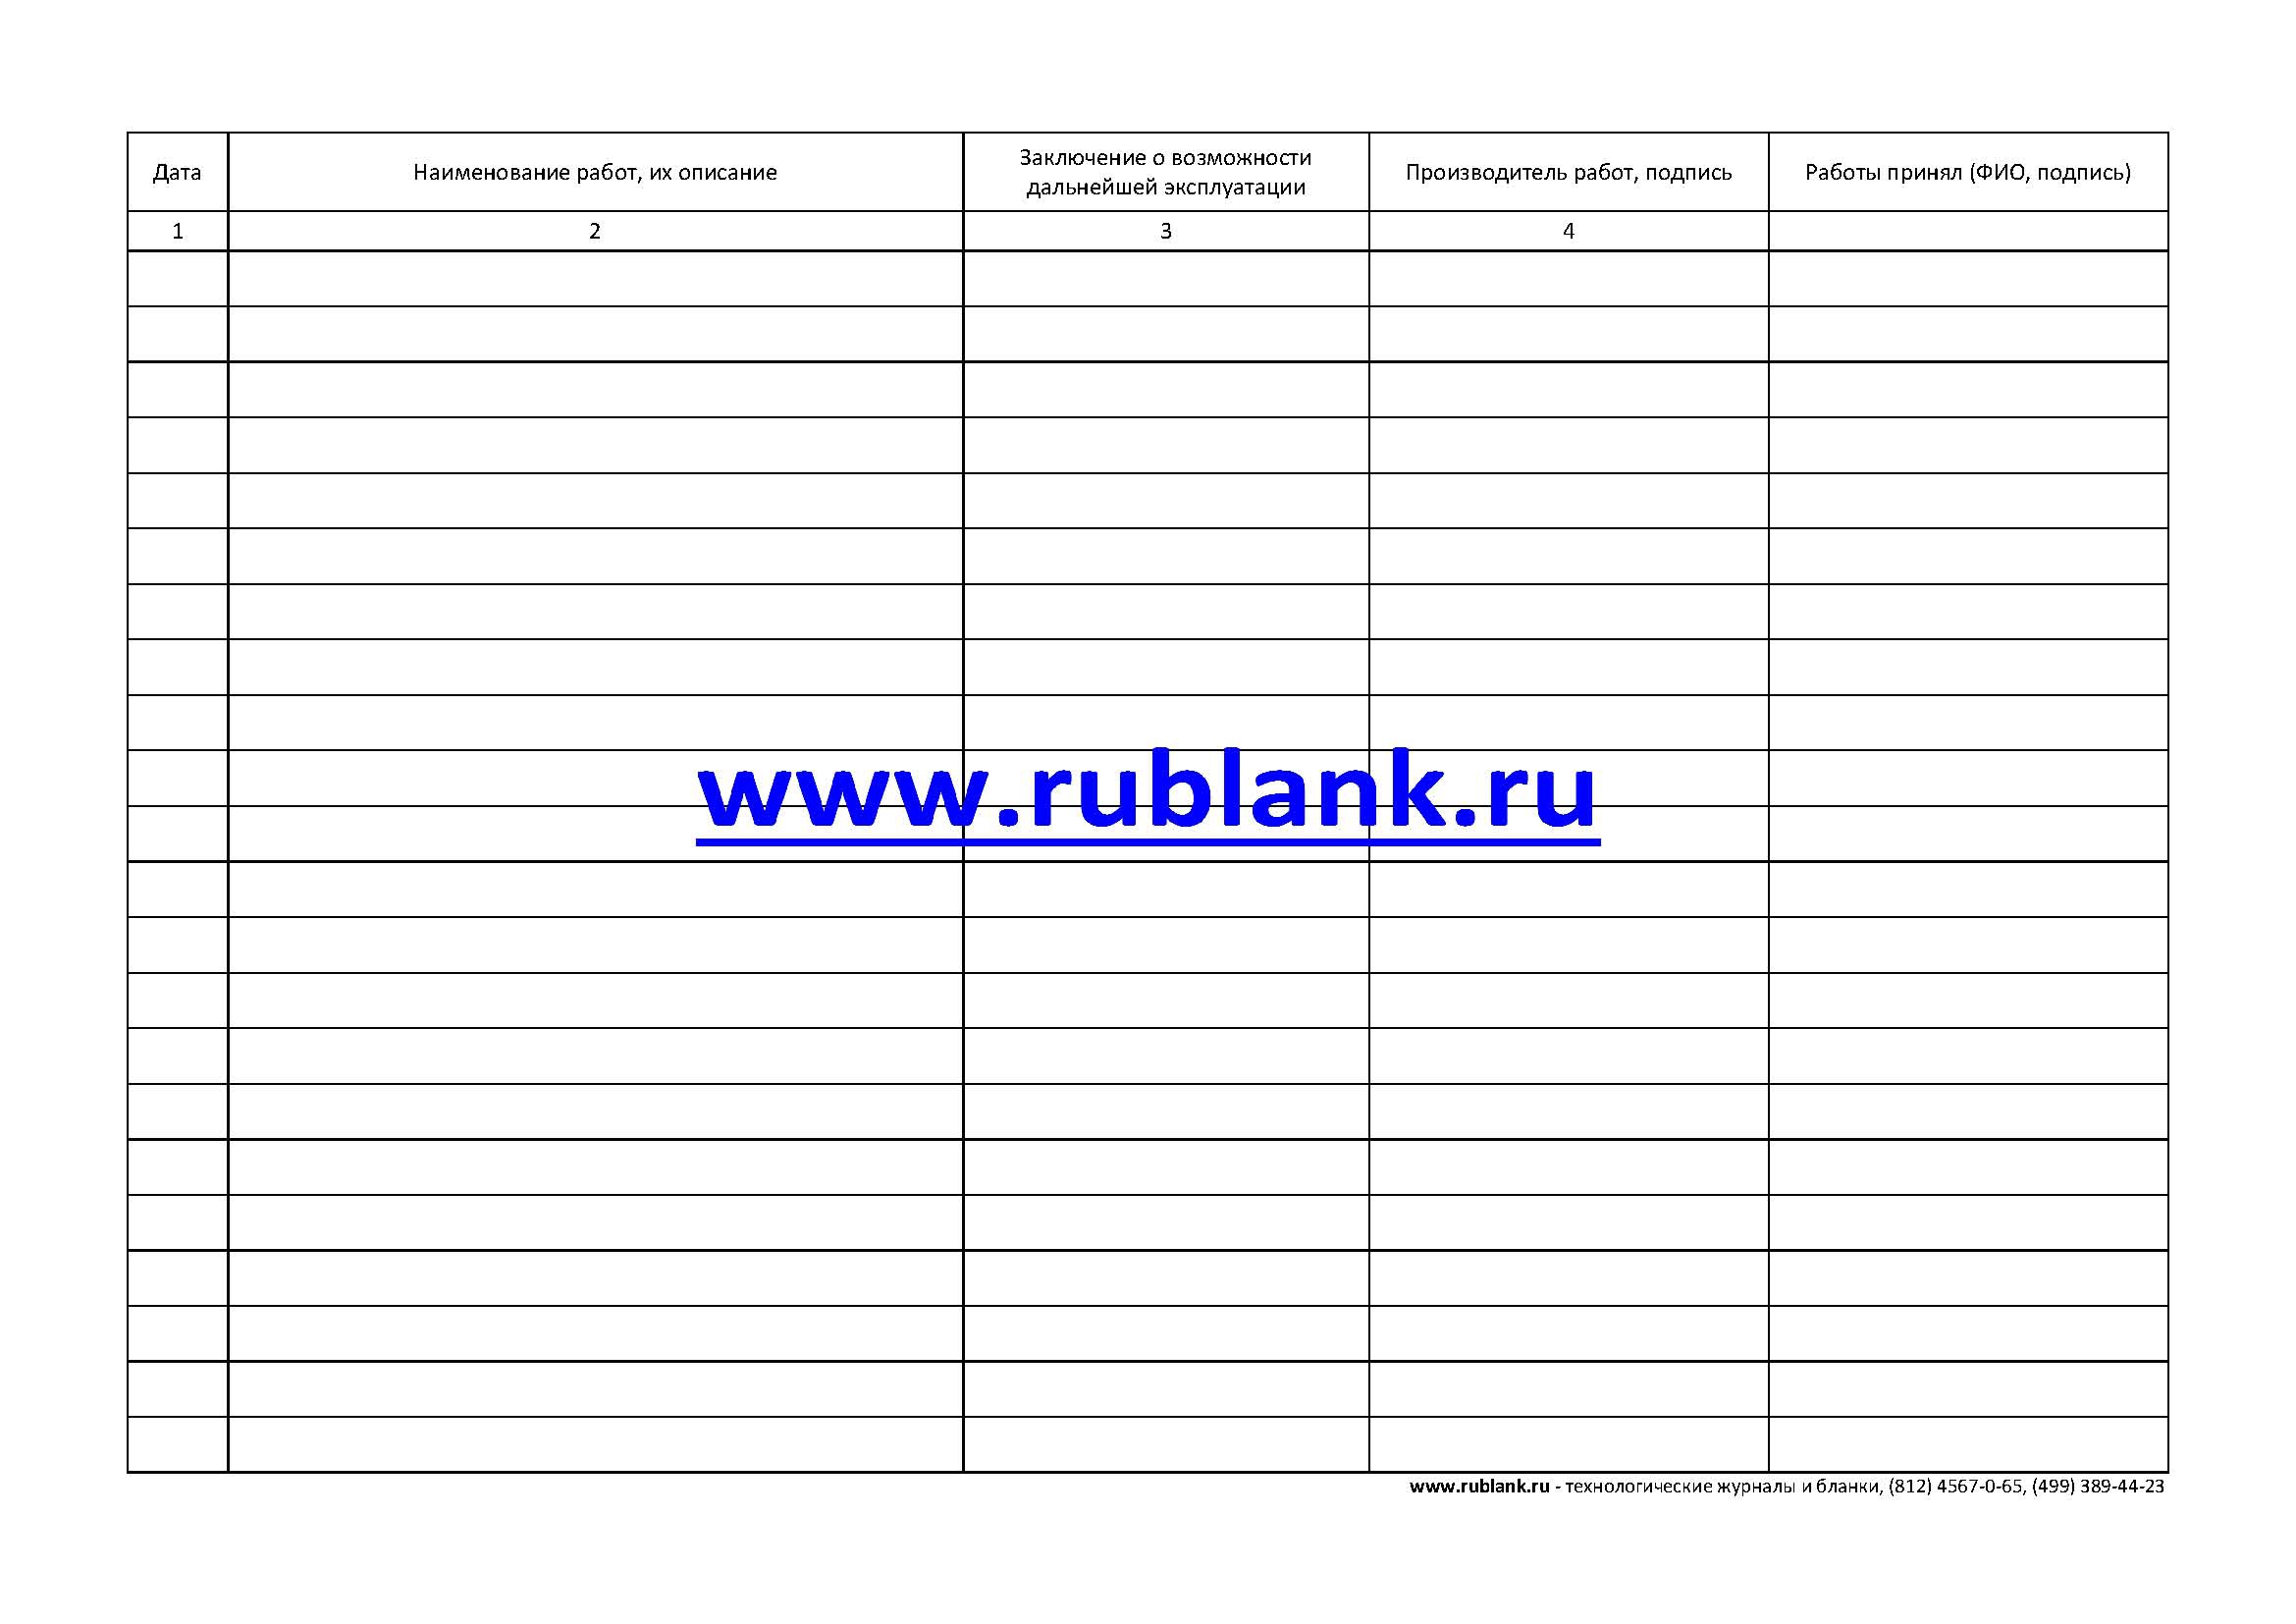 Дата
Наименование работ, их описание
Заключение о возможности
дальнейшей эксплуатации
Производитель работ, подпись
Работы принял (ФИО, подпись)
1
2
3
4
www.rublank.ru
www.rublank.ru - технологические журналы и бланки, (812) 4567-0-65, (499) 389-44-23